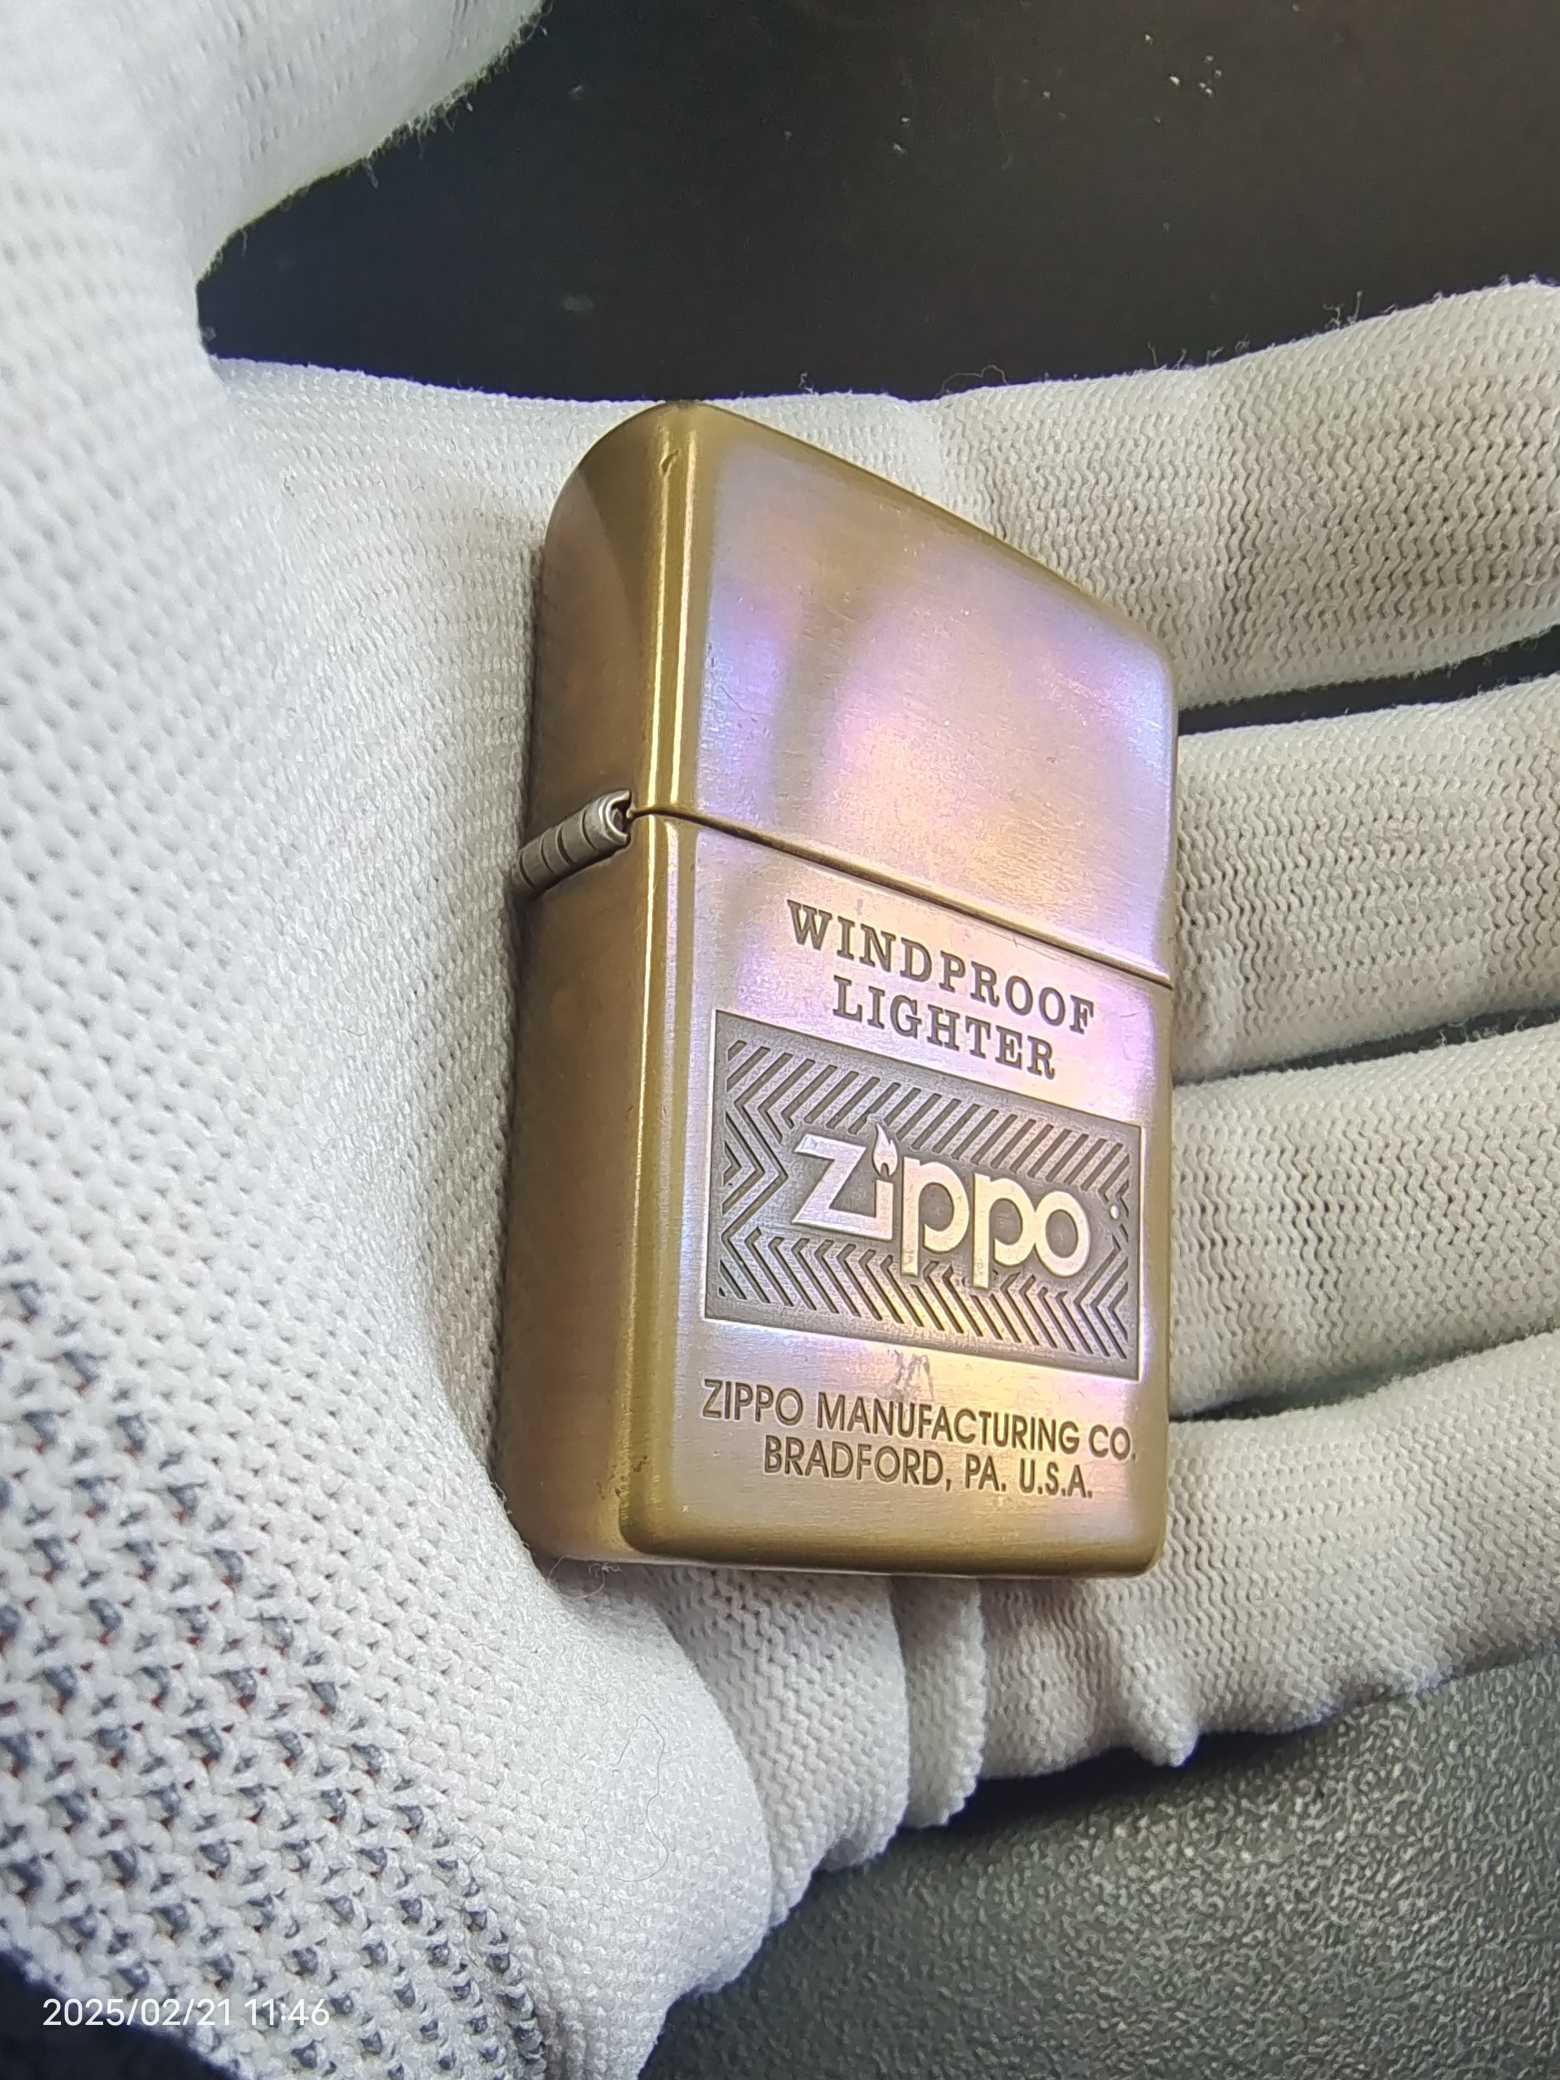 WINDPROOF
LIGHTER
Zippo
ZIPPO MANUFACTURING CO.
BRADFORD, PA. U.S.A.
2025/02/21 11:46